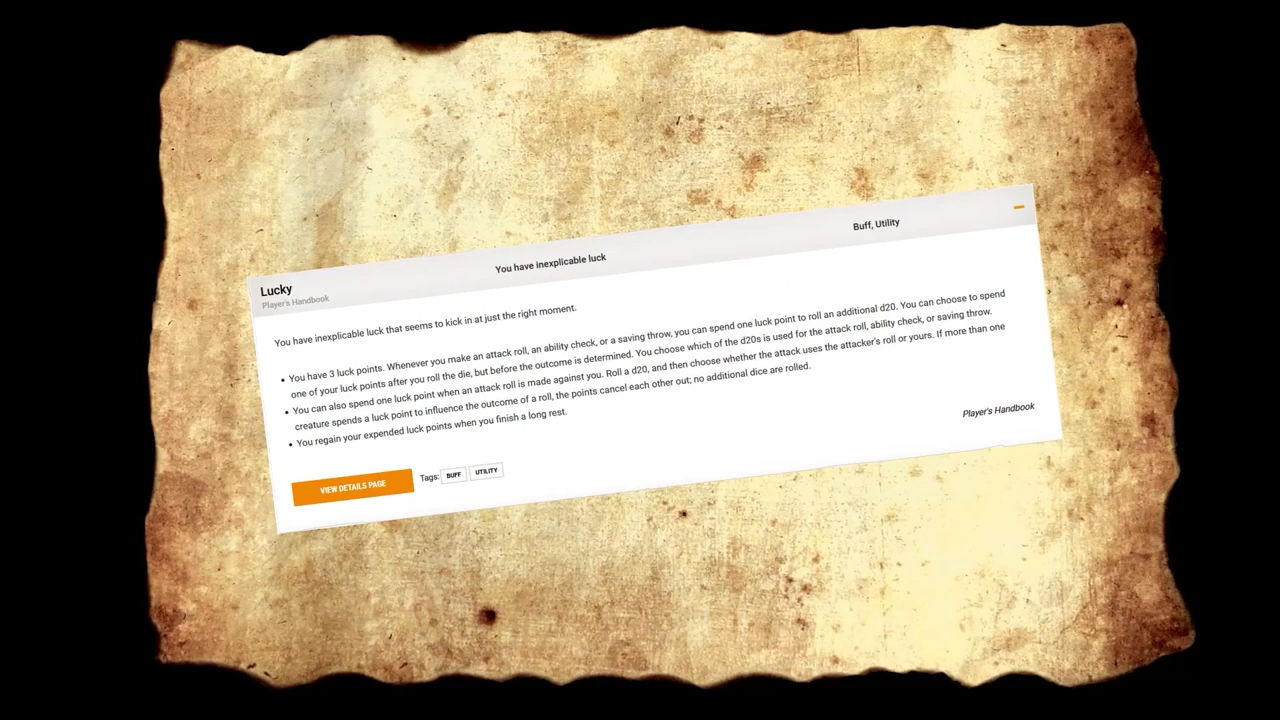 Lucky
Player's Handbook
You have inexplicable luck
Buff, Utility
You have inexplicable luck that seems to kick in at just the right moment.
• You have 3 luck points. Whenever you make an attack roll, an ability check, or a saving throw, you can spend one luck point to roll an additional d20. You can choose to spend
one of your luck points after you roll the die, but before the outcome is determined. You choose which of the d20s is used for the attack roll, ability check, or saving throw.
• You can also spend one luck point when an attack roll is made against you. Roll a d20, and then choose whether the attack uses the attacker's roll or yours. If more than one
creature spends a luck point to influence the outcome of a roll, the points cancel each other out; no additional dice are rolled.
• You regain your expended luck points when you finish a long rest.
Player's Handbook
VIEW DETAILS PAGE
Tags: BUFF UTILITY